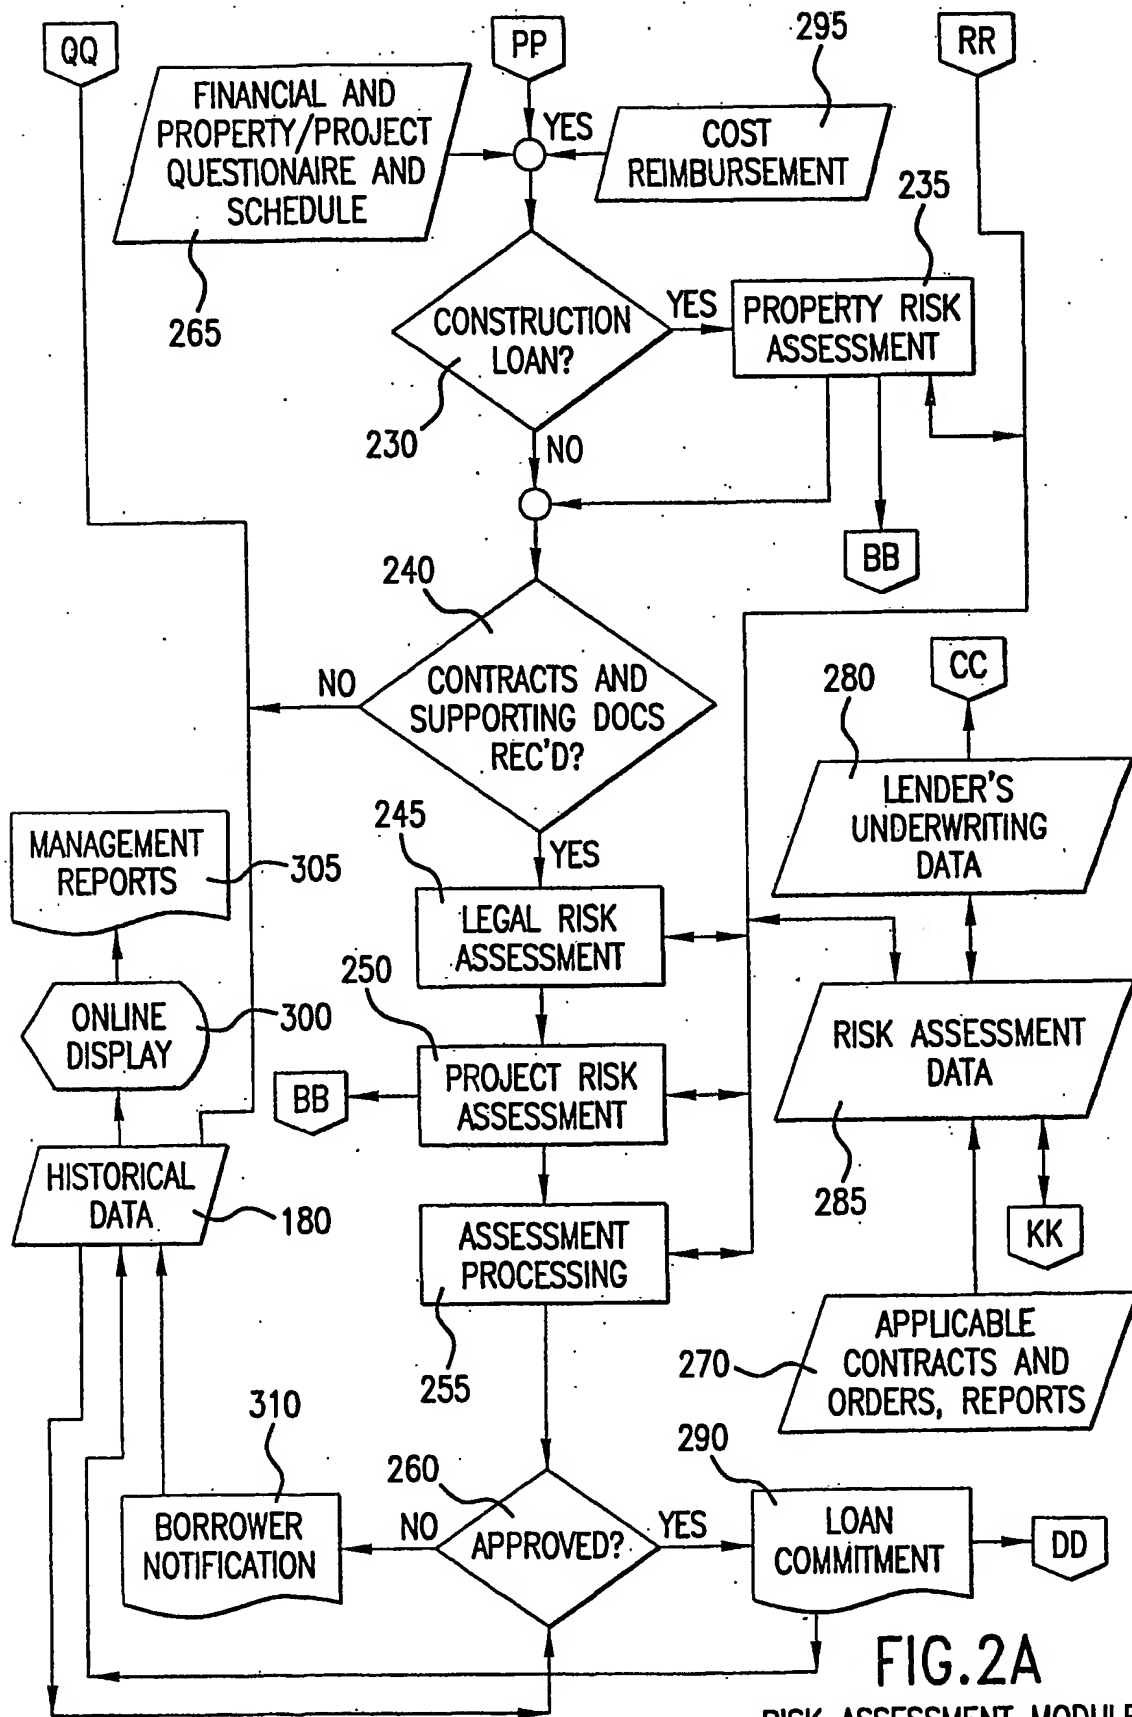 QQ
PP
RR
295
FINANCIAL AND
PROPERTY/PROJECT
QUESTIONAIRE AND
SCHEDULE
YES
COST
REIMBURSEMENT
235
265
CONSTRUCTION
LOAN?
YES
PROPERTY RISK
ASSESSMENT
230
NO
BB
240
NO
CONTRACTS AND
SUPPORTING DOCS
REC'D?
CC
280
LENDER'S
UNDERWRITING
DATA
245
YES
MANAGEMENT
REPORTS
305
LEGAL RISK
ASSESSMENT
250
ONLINE
DISPLAY
300
RISK ASSESSMENT
DATA
BB
PROJECT RISK
ASSESSMENT
285
HISTORICAL
DATA
180
KK
ASSESSMENT
PROCESSING
255
270
APPLICABLE
CONTRACTS AND
ORDERS, REPORTS
310
260
290
BORROWER
NOTIFICATION
NO
APPROVED?
YES
LOAN
COMMITMENT
DD
FIG.2A
RISK ASSESSMENT MODULE